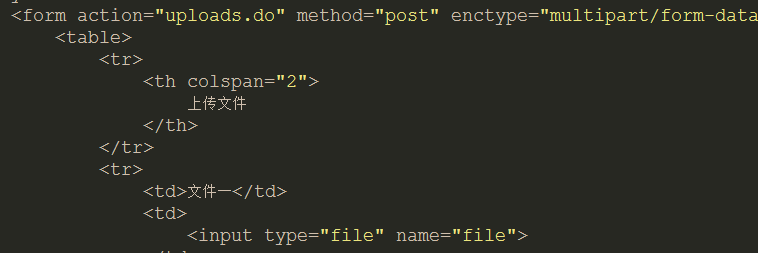 <form action="uploads.do" method="post" enctype="multipart/form-data
<table>
<tr>
<th colspan="2">
上传文件
</th>
</tr>
<tr>
<td>文件一</td>
<td>
<input type="file" name="file">